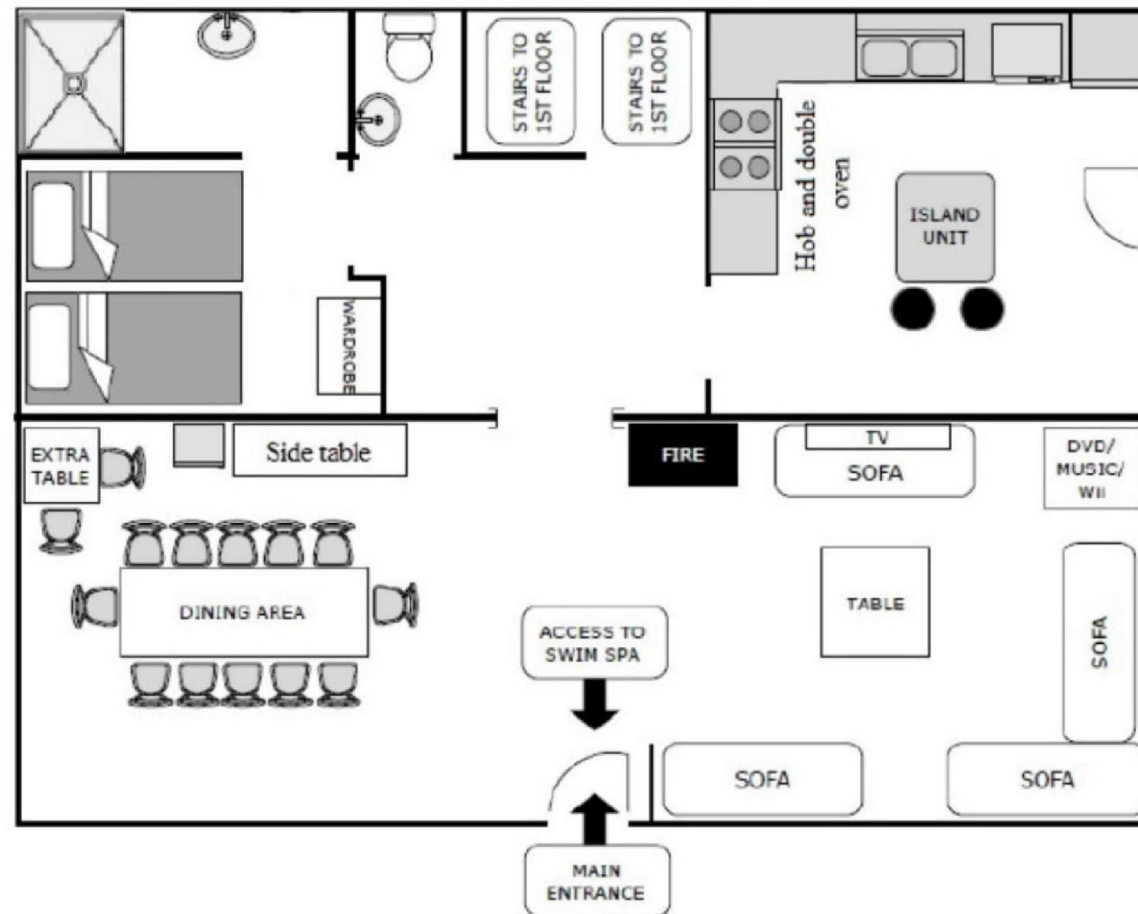 STAIRS TO
1ST FLOOR
STAIRS TO
1ST FLOOR
Hob and double
oven
ISLAND
UNIT
WARDROBE
EXTRA
TABLE
Side table
FIRE
TV
SOFA
DVD/
MUSIC/
Wii
DINING AREA
TABLE
SOFA
ACCESS TO
SWIM SPA
SOFA
SOFA
MAIN
ENTRANCE